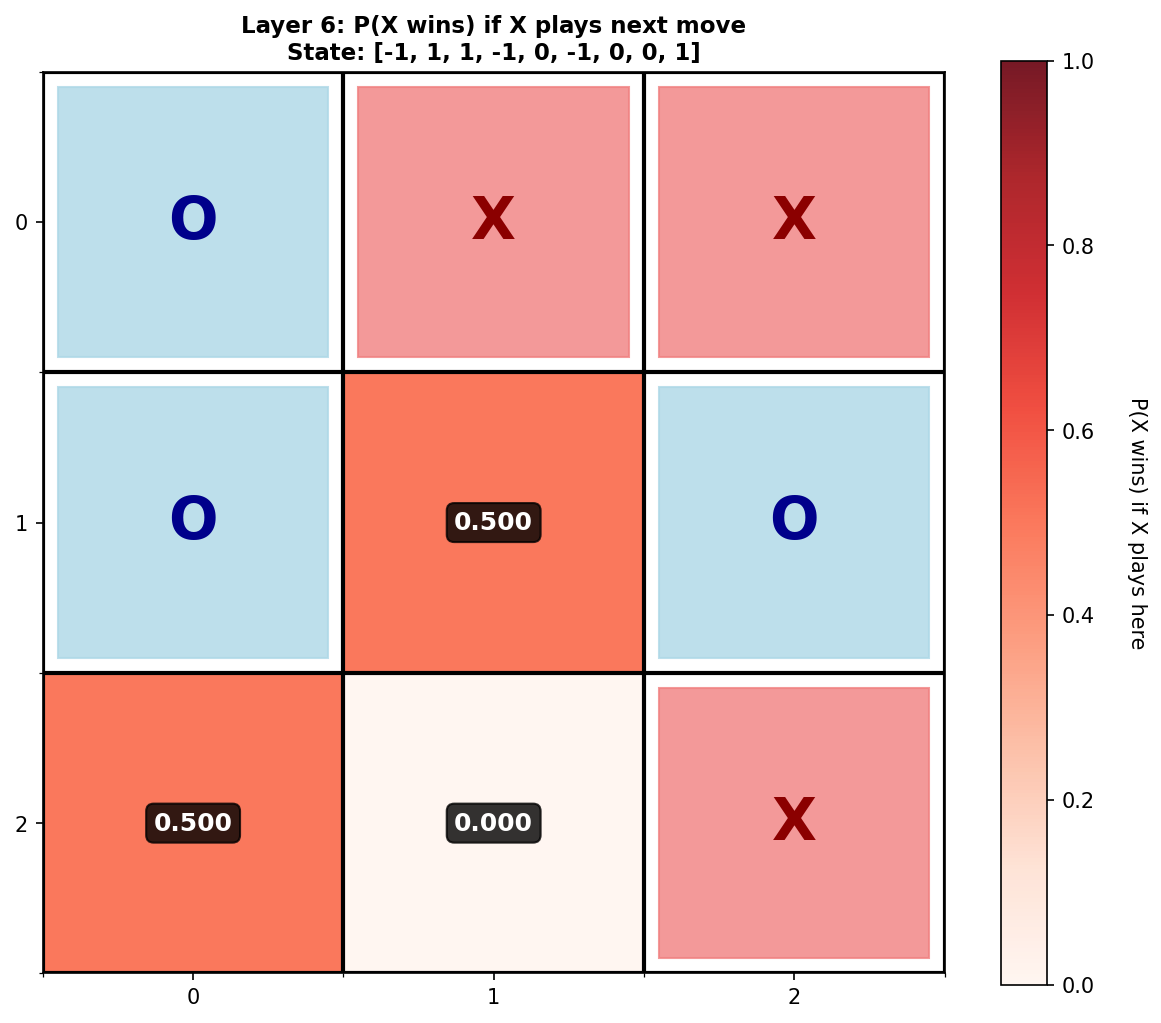 Layer 6: P(X wins) if X plays next move
State: [-1, 1, 1, -1, 0, -1, 0, 0, 1]
O X X
O 0.500 O
0.500 0.000 X
0
1
2
0 1 2
1.0
0.8
0.6
0.4
0.2
0.0
P(X wins) if X plays here